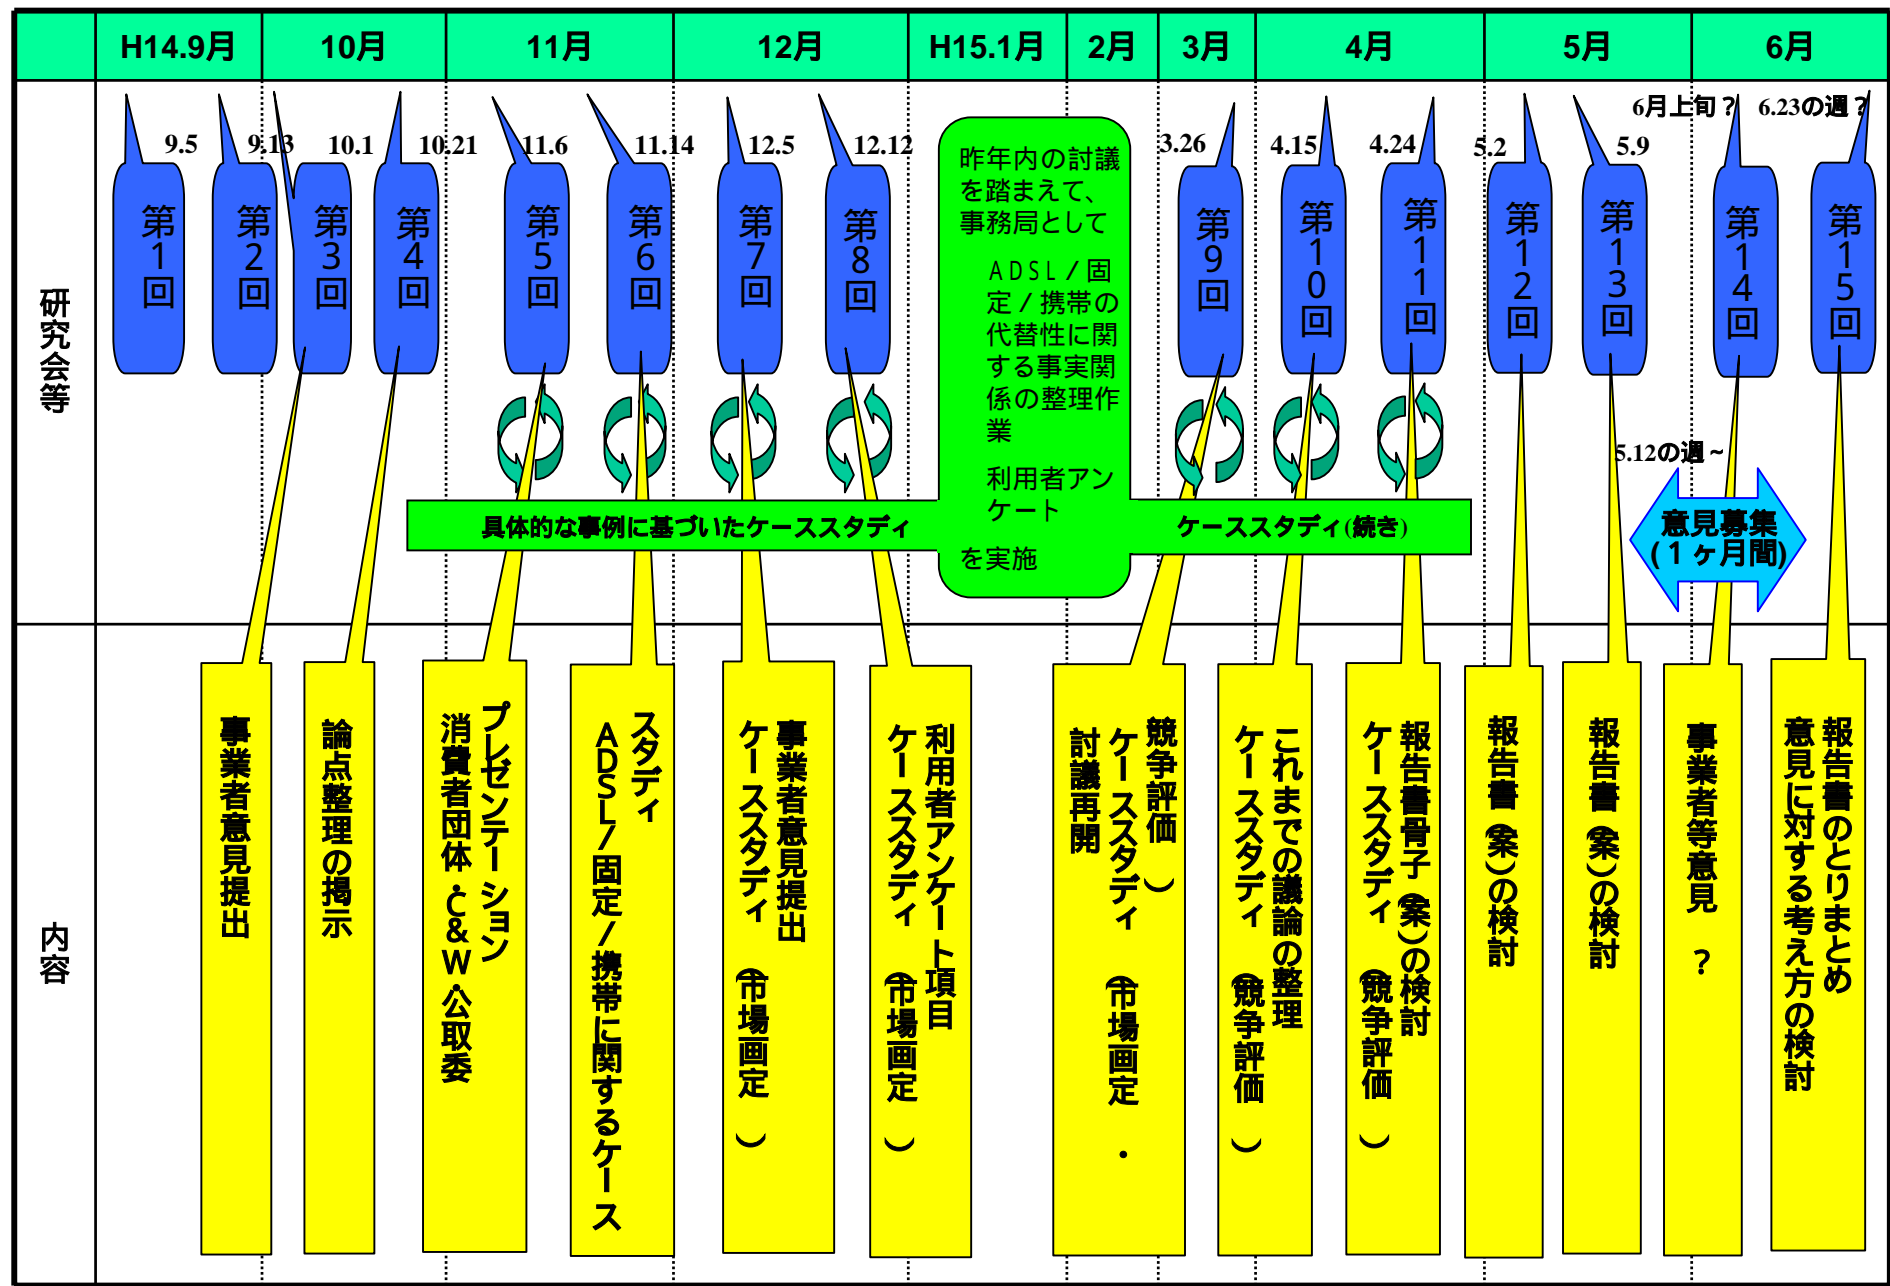 H14.9月
10月
11月
12月
H15.1月
2月
3月
4月
5月
6月
研究会等
9.5
9.13
10.1
10.21
11.6
11.14
12.5
12.12
3.26
4.15
4.24
5.2
5.9
6月上旬？
6.23の週？
第1回
第2回
第3回
第4回
第5回
第6回
第7回
第8回
昨年内の討議
を踏まえて、
事務局として
ADSL/固
定/携帯の
代替性に関
する事実関
係の整理作
業
利用者アン
ケート
を実施
第9回
第10回
第11回
第12回
第13回
第14回
第15回
具体的な事例に基づいたケーススタディ
ケーススタディ(続き)
5.12の週~
意見募集
(1ヶ月間)
内容
事業者意見提出
論点整理の掲示
プレゼンテーション
消費者団体・C&W・公取委
スタディ
ADSL/固定/携帯に関するケース
事業者意見提出
ケーススタディ（市場画定）
利用者アンケート項目
ケーススタディ（市場画定）
競争評価）
ケーススタディ（市場画定・
討議再開
これまでの議論の整理
ケーススタディ（競争評価）
報告書骨子（案）の検討
ケーススタディ（競争評価）
報告書（案）の検討
報告書（案）の検討
事業者等意見？
報告書のとりまとめ
意見に対する考え方の検討